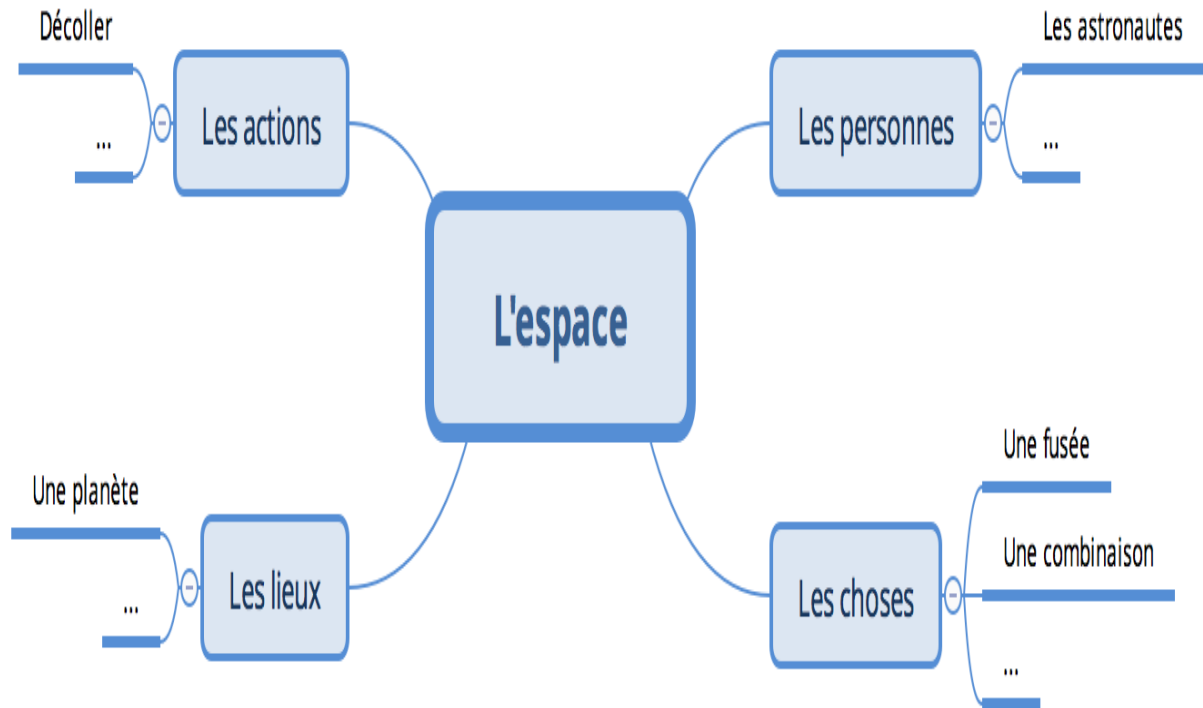 Décoller
Les actions
...
Les astronautes
Les personnes
...
L'espace
Une planète
Les lieux
...
Une fusée
Une combinaison
Les choses
...